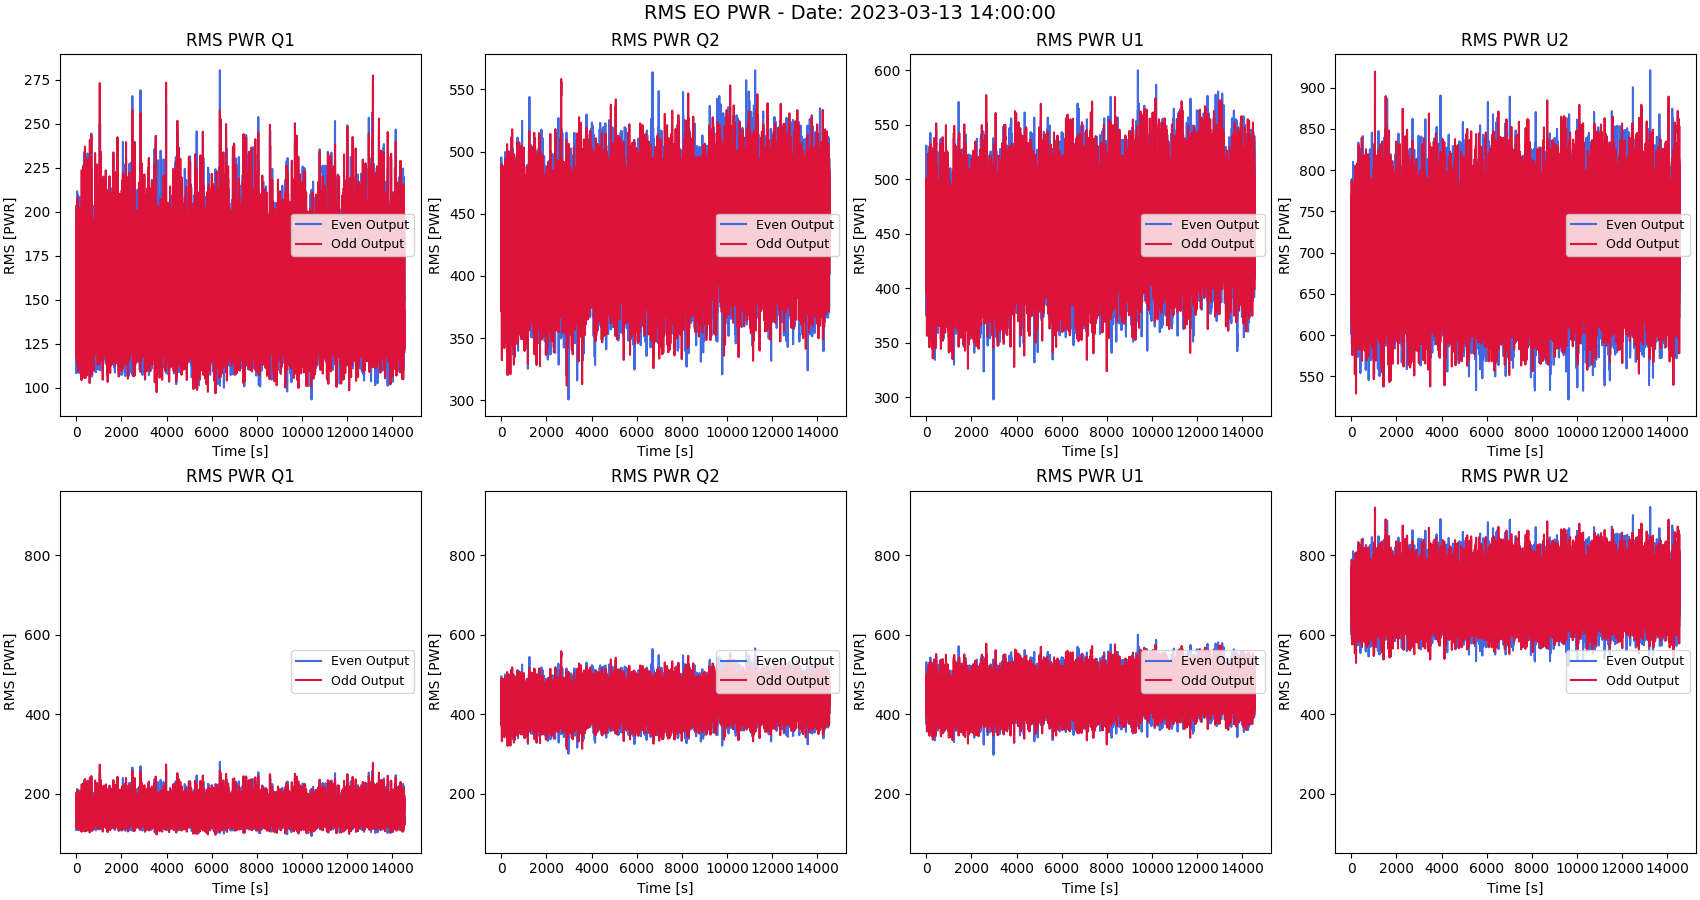 RMS EO PWR - Date: 2023-03-13 14:00:00
RMS PWR Q1
RMS [PWR]
275
250
225
200
175
150
125
100
Even Output
Odd Output
0 2000 4000 6000 8000 10000 12000 14000
Time [s]
RMS PWR Q2
RMS [PWR]
550
500
450
400
350
300
Even Output
Odd Output
0 2000 4000 6000 8000 10000 12000 14000
Time [s]
RMS PWR U1
RMS [PWR]
600
550
500
450
400
350
300
Even Output
Odd Output
0 2000 4000 6000 8000 10000 12000 14000
Time [s]
RMS PWR U2
RMS [PWR]
900
850
800
750
700
650
600
550
Even Output
Odd Output
0 2000 4000 6000 8000 10000 12000 14000
Time [s]
RMS PWR Q1
RMS [PWR]
800
600
400
200
Even Output
Odd Output
0 2000 4000 6000 8000 10000 12000 14000
Time [s]
RMS PWR Q2
RMS [PWR]
800
600
400
200
Even Output
Odd Output
0 2000 4000 6000 8000 10000 12000 14000
Time [s]
RMS PWR U1
RMS [PWR]
800
600
400
200
Even Output
Odd Output
0 2000 4000 6000 8000 10000 12000 14000
Time [s]
RMS PWR U2
RMS [PWR]
800
600
400
200
Even Output
Odd Output
0 2000 4000 6000 8000 10000 12000 14000
Time [s]